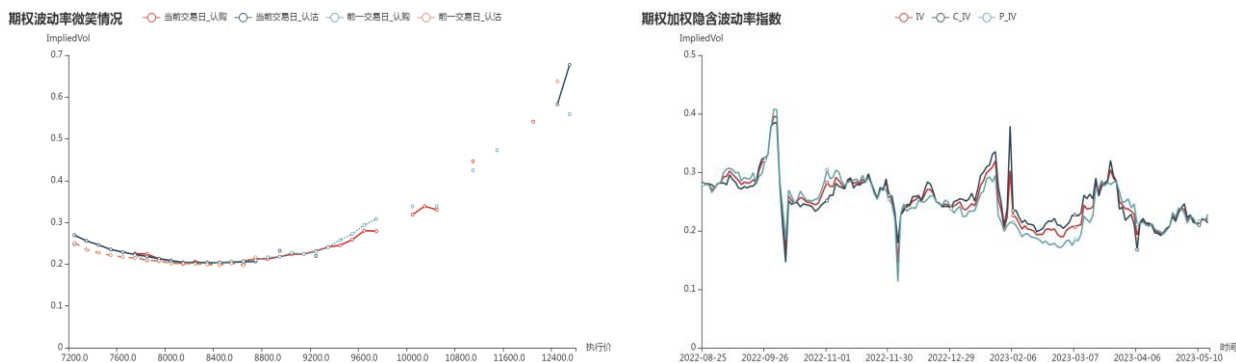 期权波动率微笑情况
当前交易日_认购
当前交易日_认沽
前一交易日_认购
前一交易日_认沽
ImpliedVol
0.7
0.6
0.5
0.4
0.3
0.2
0.1
0
7200.0 7600.0 8000.0 8400.0 8800.0 9200.0 9600.0 10000.0 10400.0 10800.0 11600.0 12400.0
执行价
期权加权隐含波动率指数
IV
C_IV
P_IV
ImpliedVol
0.5
0.4
0.3
0.2
0.1
0
2022-08-25 2022-09-26 2022-11-01 2022-11-30 2022-12-29 2023-02-06 2023-03-07 2023-04-06 2023-05-10
时间